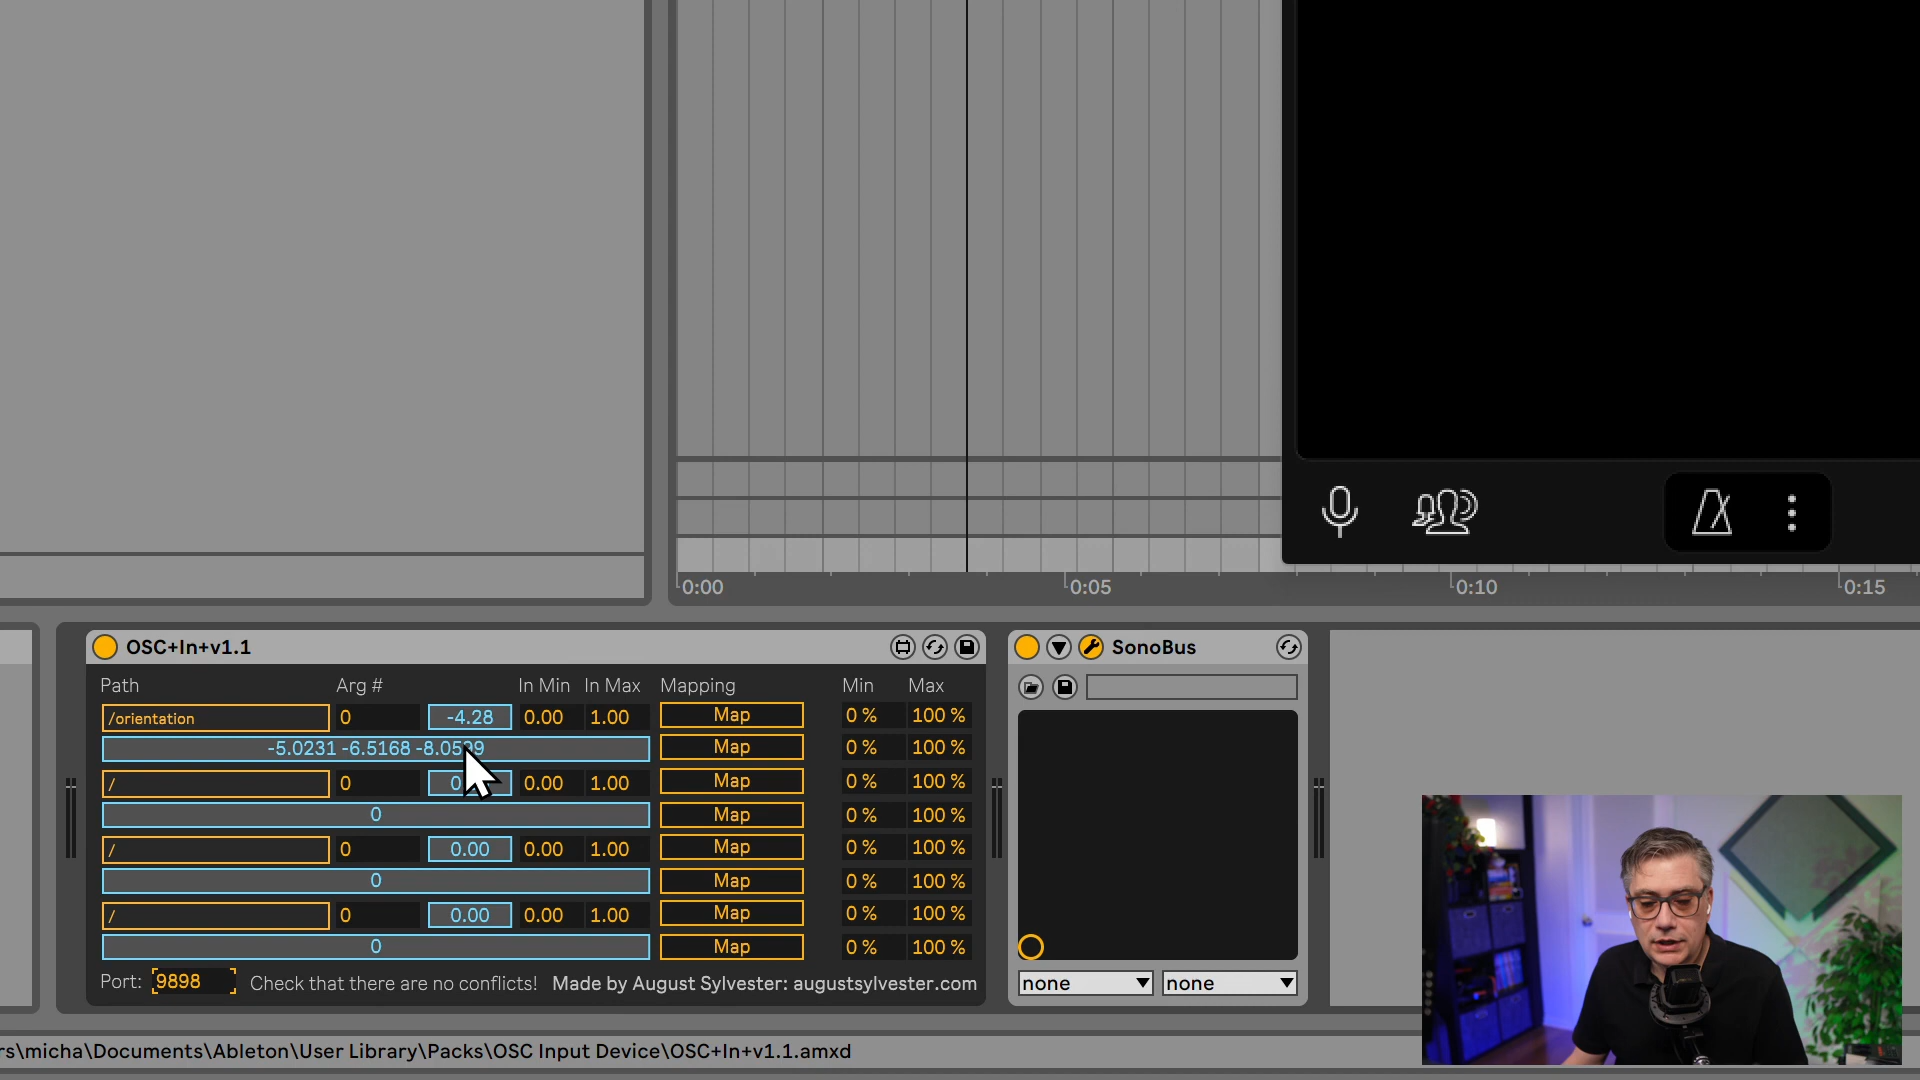 0:00 0:05 0:10 0:15
OSC+In+v1.1
Path Arg # In Min In Max Mapping Min Max
/orientation 0 -4.28 0.00 1.00 Map 0 % 100 %
-5.0231 -6.5168 Map 0 % 100 %
/ 0 0.00 1.00 Map 0 % 100 %
0 Map 0 % 100 %
/ 0 0.00 0.00 1.00 Map 0 % 100 %
0 Map 0 % 100 %
/ 0 0.00 0.00 1.00 Map 0 % 100 %
0 Map 0 % 100 %
Port: 9898 Check that there are no conflicts! Made by August Sylvester: augustsylvester.com
SonoBus
none none
rs\micha\Documents\Ableton\User Library\Packs\OSC Input Device\OSC+In+v1.1.amxd